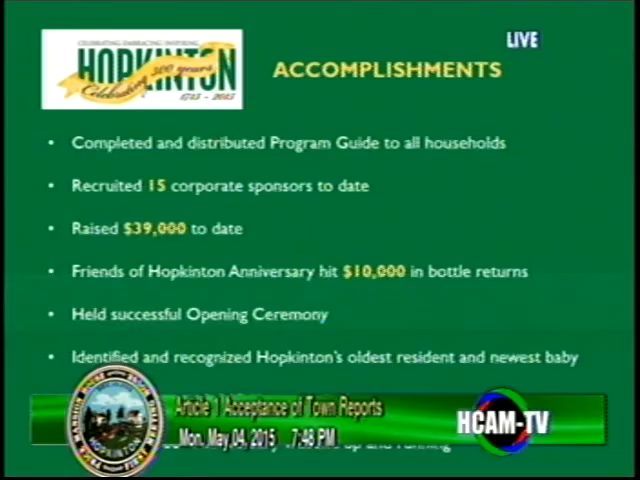 LIVE
CELEBRATING EMBRACING INSPIRING
HOPKINTON
Celebrating 300 years
1715 - 2015
ACCOMPLISHMENTS
• Completed and distributed Program Guide to all households
• Recruited 15 corporate sponsors to date
• Raised $39,000 to date
• Friends of Hopkinton Anniversary hit $10,000 in bottle returns
• Held successful Opening Ceremony
• Identified and recognized Hopkinton's oldest resident and newest baby
Article 1 Acceptance of Town Reports
HOPKINTON
HCAM-TV
Mon. May. 04, 2015 7:48 PM
up and running